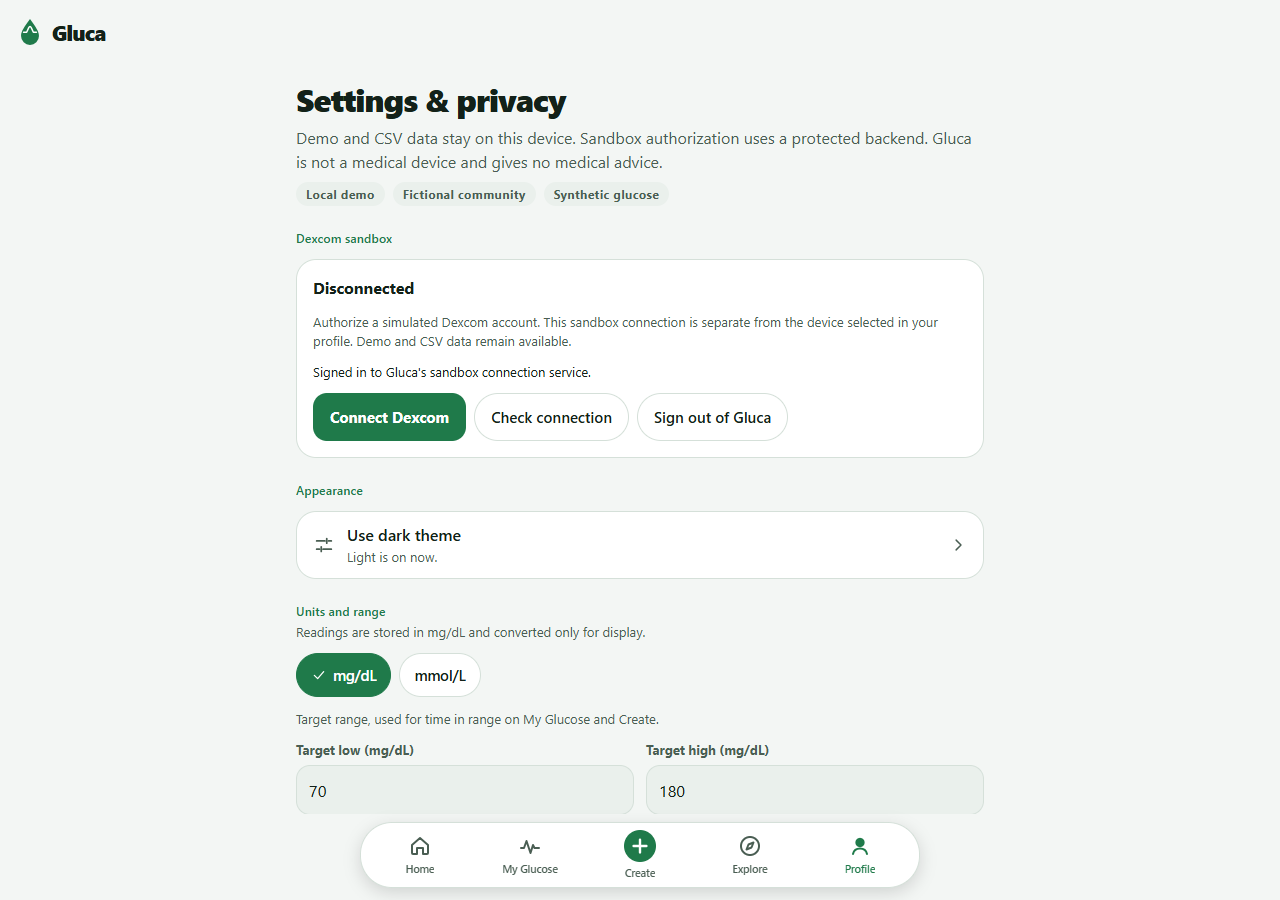 Gluca
Settings & privacy
Demo and CSV data stay on this device. Sandbox authorization uses a protected backend. Gluca
is not a medical device and gives no medical advice.
Local demo
Fictional community
Synthetic glucose
Dexcom sandbox
Disconnected
Authorize a simulated Dexcom account. This sandbox connection is separate from the device selected in your
profile. Demo and CSV data remain available.
Signed in to Gluca's sandbox connection service.
Connect Dexcom
Check connection
Sign out of Gluca
Appearance
Use dark theme
Light is on now.
Units and range
Readings are stored in mg/dL and converted only for display.
mg/dL
mmol/L
Target range, used for time in range on My Glucose and Create.
Target low (mg/dL)
Target high (mg/dL)
70
180
Home
My Glucose
Create
Explore
Profile